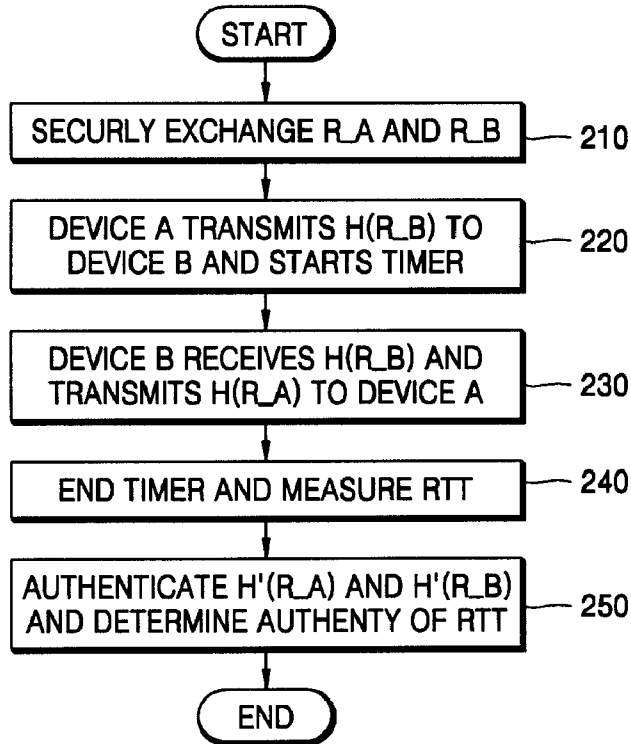 START
SECURLY EXCHANGE R_A AND R_B
210
DEVICE A TRANSMITS H(R_B) TO
DEVICE B AND STARTS TIMER
220
DEVICE B RECEIVES H(R_B) AND
TRANSMITS H(R_A) TO DEVICE A
230
END TIMER AND MEASURE RTT
240
AUTHENTICATE H'(R_A) AND H'(R_B)
AND DETERMINE AUTHENTY OF RTT
250
END